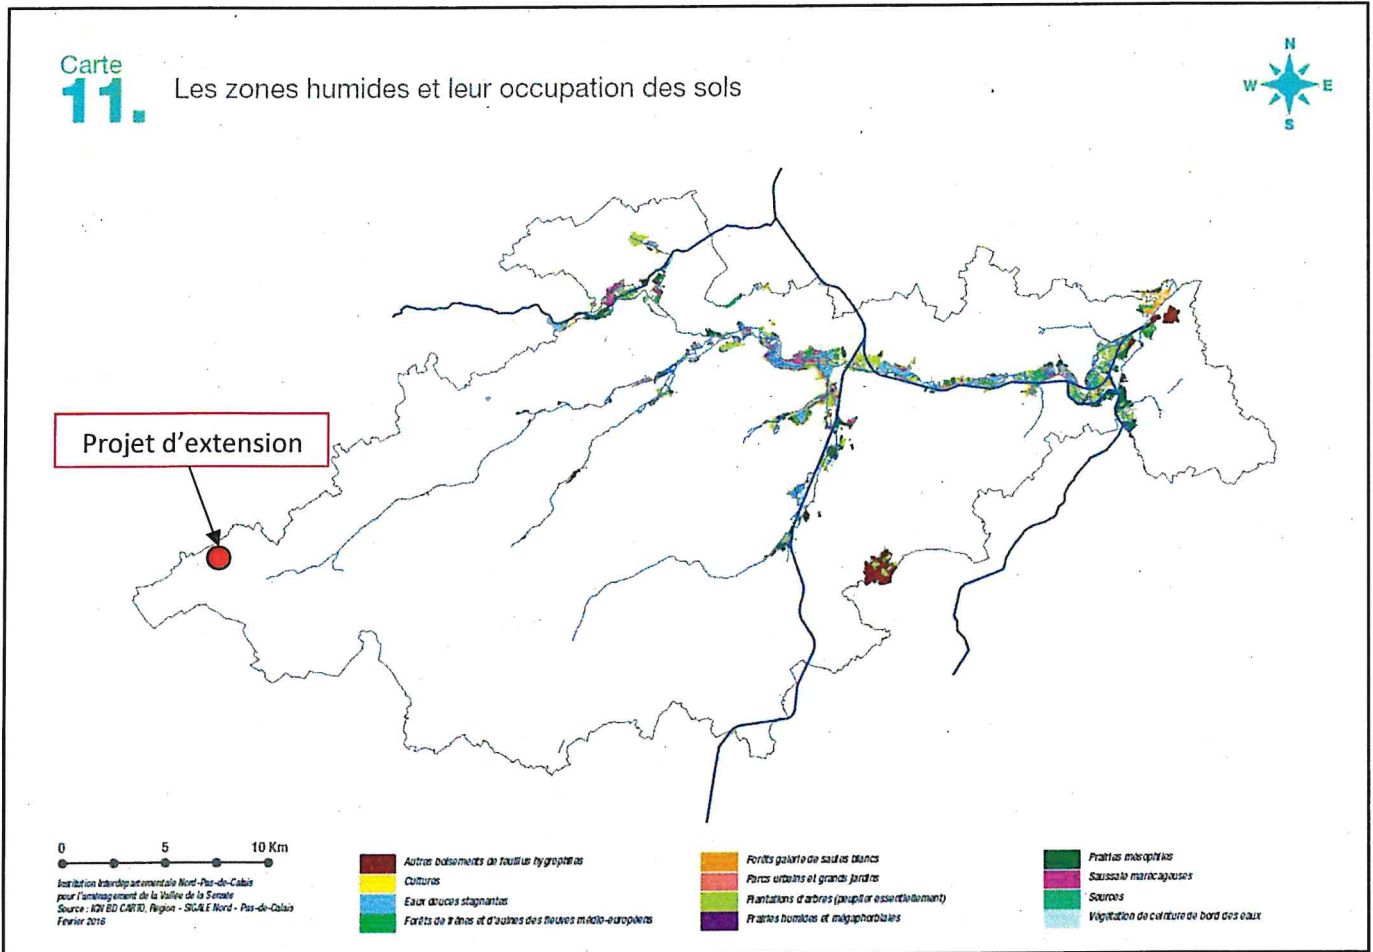 Carte
11.
Les zones humides et leur occupation des sols
N
W E
S
Projet d'extension
0 5 10 Km
Institution Interdépartementale Nord-Pas-de-Calais
pour l'aménagement de la Vallée de la Sensée
Source : IGN BD CARTO, Region - SIGALE Nord - Pas-de-Calais
Février 2016
Autres boisements de feuillus hygrophiles
Cultures
Eaux douces stagnantes
Forêts de frênes et d'aulnes des fleuves médio-européens
Forêts galerie de saules blancs
Parcs urbains et grands jardins
Plantations d'arbres (peuplier essentiellement)
Prairies humides et mégaphorbiaies
Prairies mésophiles
Saussaie marécageuses
Sources
Végétation de ceinture de bord des eaux